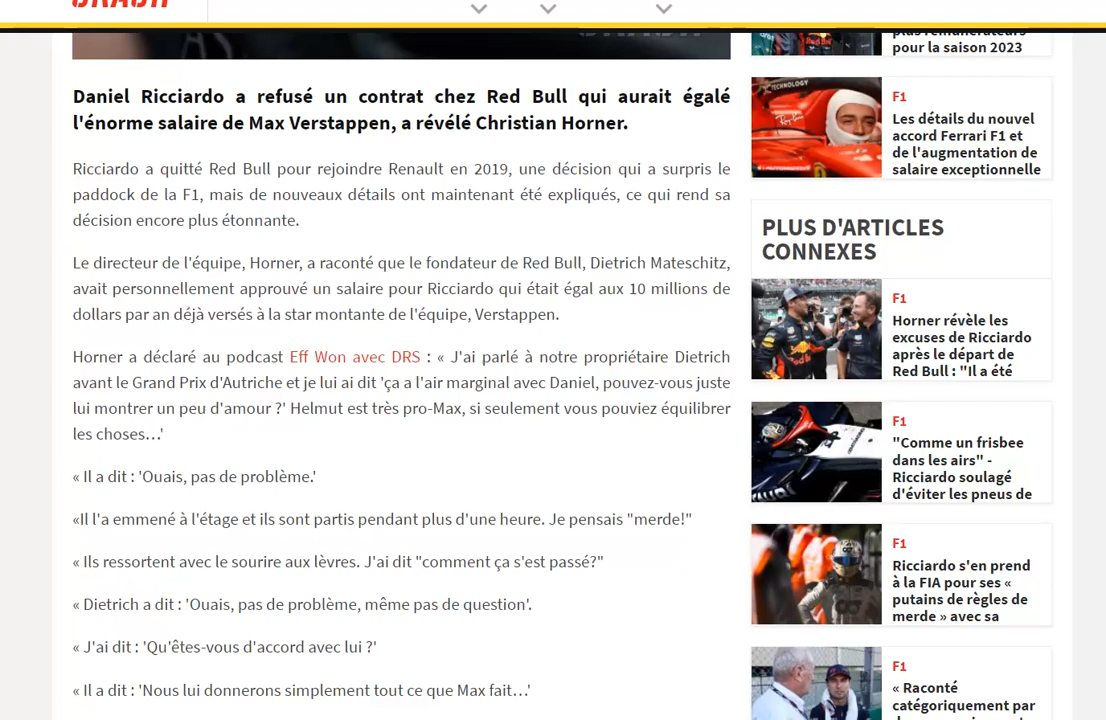 Daniel Ricciardo a refusé un contrat chez Red Bull qui aurait égalé
l'énorme salaire de Max Verstappen, a révélé Christian Horner.
Ricciardo a quitté Red Bull pour rejoindre Renault en 2019, une décision qui a surpris le
paddock de la F1, mais de nouveaux détails ont maintenant été expliqués, ce qui rend sa
décision encore plus étonnante.
Le directeur de l'équipe, Horner, a raconté que le fondateur de Red Bull, Dietrich Mateschitz,
avait personnellement approuvé un salaire pour Ricciardo qui était égal aux 10 millions de
dollars par an déjà versés à la star montante de l'équipe, Verstappen.
Horner a déclaré au podcast Eff Won avec DRS : « J'ai parlé à notre propriétaire Dietrich
avant le Grand Prix d'Autriche et je lui ai dit 'ça a l'air marginal avec Daniel, pouvez-vous juste
lui montrer un peu d'amour ?' Helmut est très pro-Max, si seulement vous pouviez équilibrer
les choses…'
« Il a dit : 'Ouais, pas de problème.'
«Il l'a emmené à l'étage et ils sont partis pendant plus d'une heure. Je pensais "merde!"
« Ils ressortent avec le sourire aux lèvres. J'ai dit "comment ça s'est passé?"
« Dietrich a dit : 'Ouais, pas de problème, même pas de question'.
« J'ai dit : 'Qu'êtes-vous d'accord avec lui ?'
« Il a dit : 'Nous lui donnerons simplement tout ce que Max fait…'
plus rémunérateurs
pour la saison 2023
F1
Les détails du nouvel
accord Ferrari F1 et
de l'augmentation de
salaire exceptionnelle
PLUS D'ARTICLES
CONNEXES
F1
Horner révèle les
excuses de Ricciardo
après le départ de
Red Bull : "Il a été
F1
"Comme un frisbee
dans les airs" -
Ricciardo soulagé
d'éviter les pneus de
F1
Ricciardo s'en prend
à la FIA pour ses «
putains de règles de
merde » avec sa
F1
« Raconté
catégoriquement par